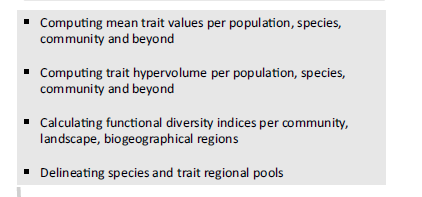 ▪ Computing mean trait values per population, species,
community and beyond
▪ Computing trait hypervolume per population, species,
community and beyond
▪ Calculating functional diversity indices per community,
landscape, biogeographical regions
▪ Delineating species and trait regional pools